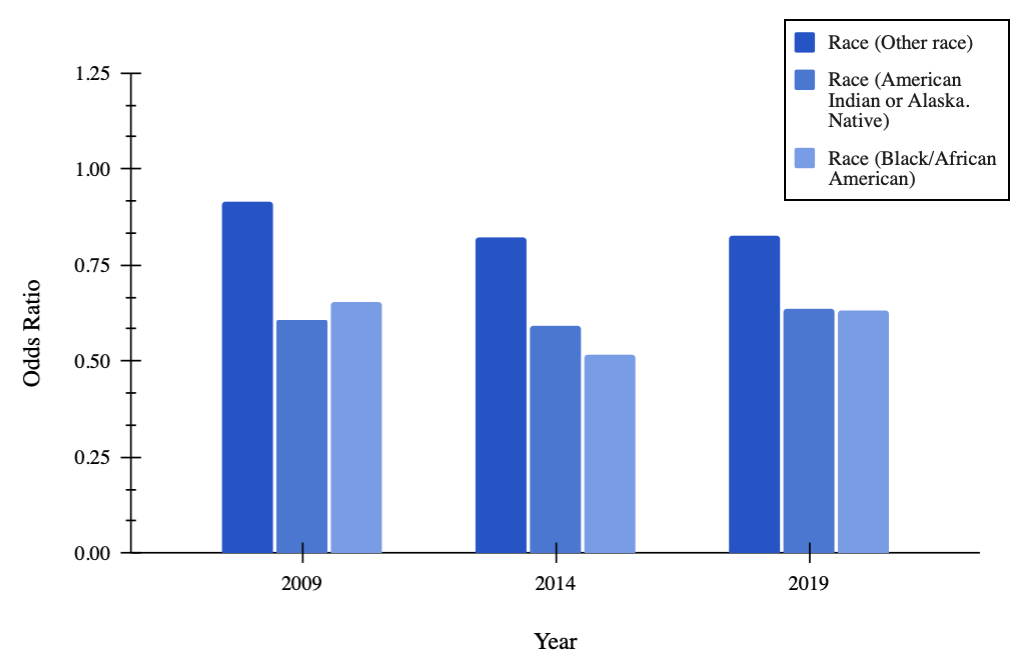 Race (Other race)
Race (American
Indian or Alaska.
Native)
Race (Black/African
American)
1.25
1.00
0.75
0.50
0.25
0.00
Odds Ratio
2009
2014
2019
Year